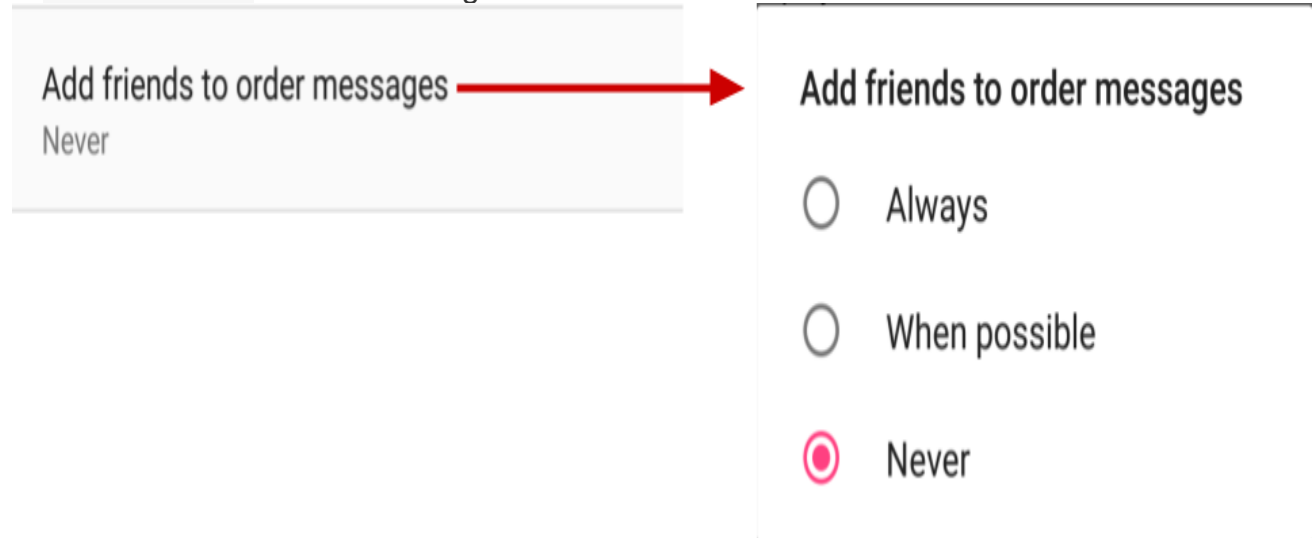 Add friends to order messages
Never
Add friends to order messages
Always
When possible
Never